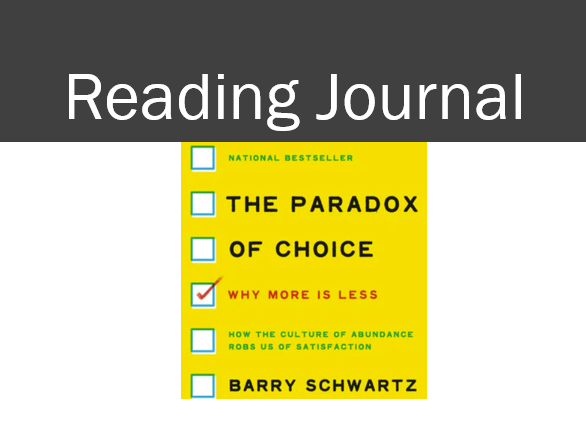 Reading Journal
NATIONAL BESTSELLER
THE PARADOX
OF CHOICE
WHY MORE IS LESS
HOW THE CULTURE OF ABUNDANCE
ROBS US OF SATISFACTION
BARRY SCHWARTZ